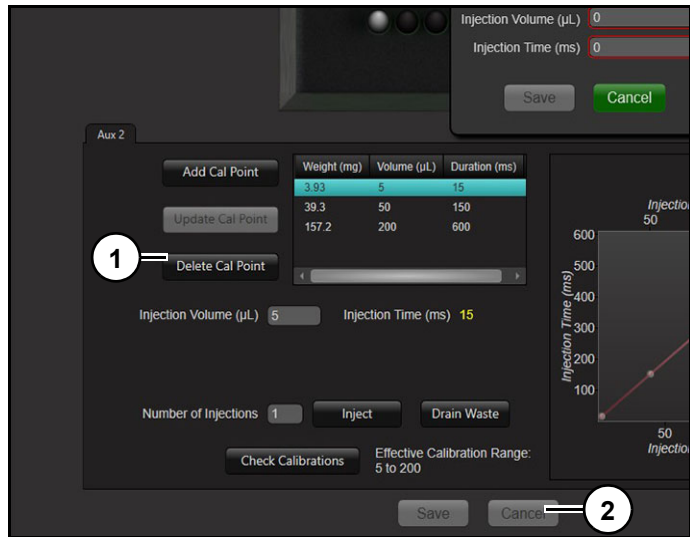 Injection Volume (µL) 0
Injection Time (ms) 0
Save Cancel
Aux 2
Add Cal Point
Update Cal Point
Delete Cal Point
1
Weight (mg) Volume (µL) Duration (ms)
3.93 5 15
39.3 50 150
157.2 200 600
Injection Volume (µL) 5 Injection Time (ms) 15
Number of Injections 1 Inject Drain Waste
Check Calibrations Effective Calibration Range:
5 to 200
Injectio
50
600
500
400
300
200
100
Injection Time (ms)
50
Injectio
Save Cancel 2